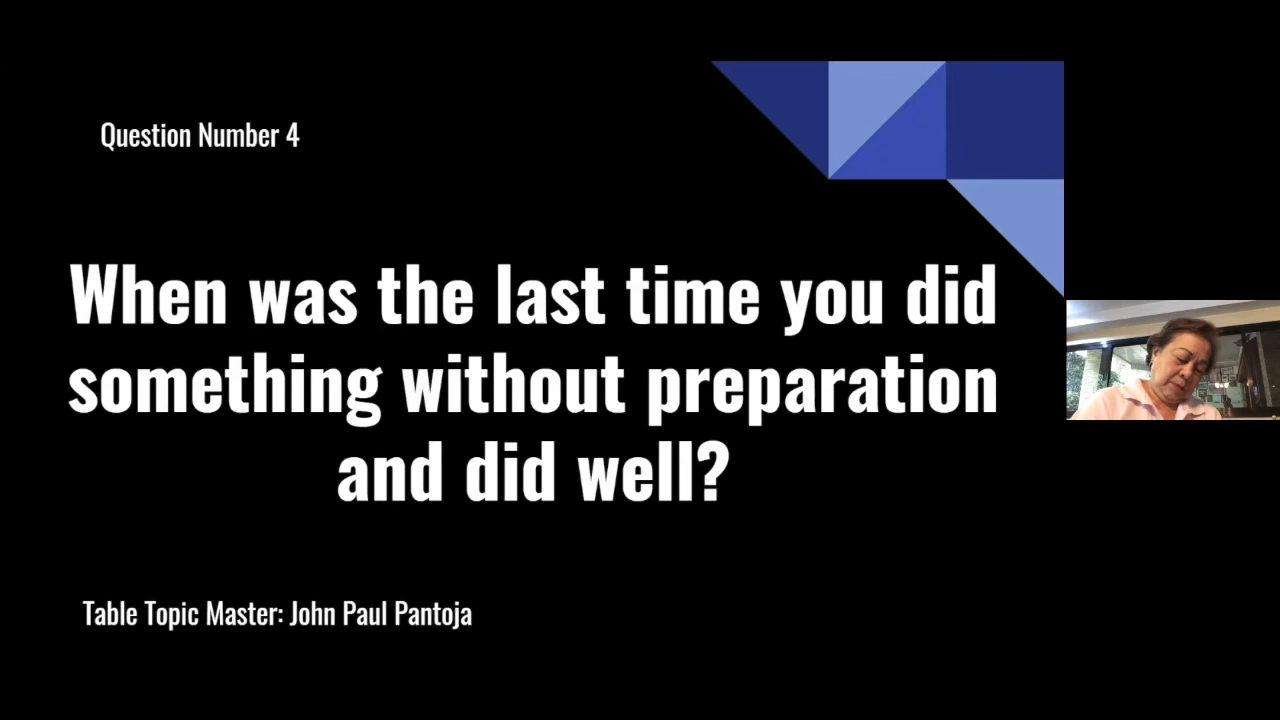 Question Number 4
When was the last time you did
something without preparation
and did well?
Table Topic Master: John Paul Pantoja